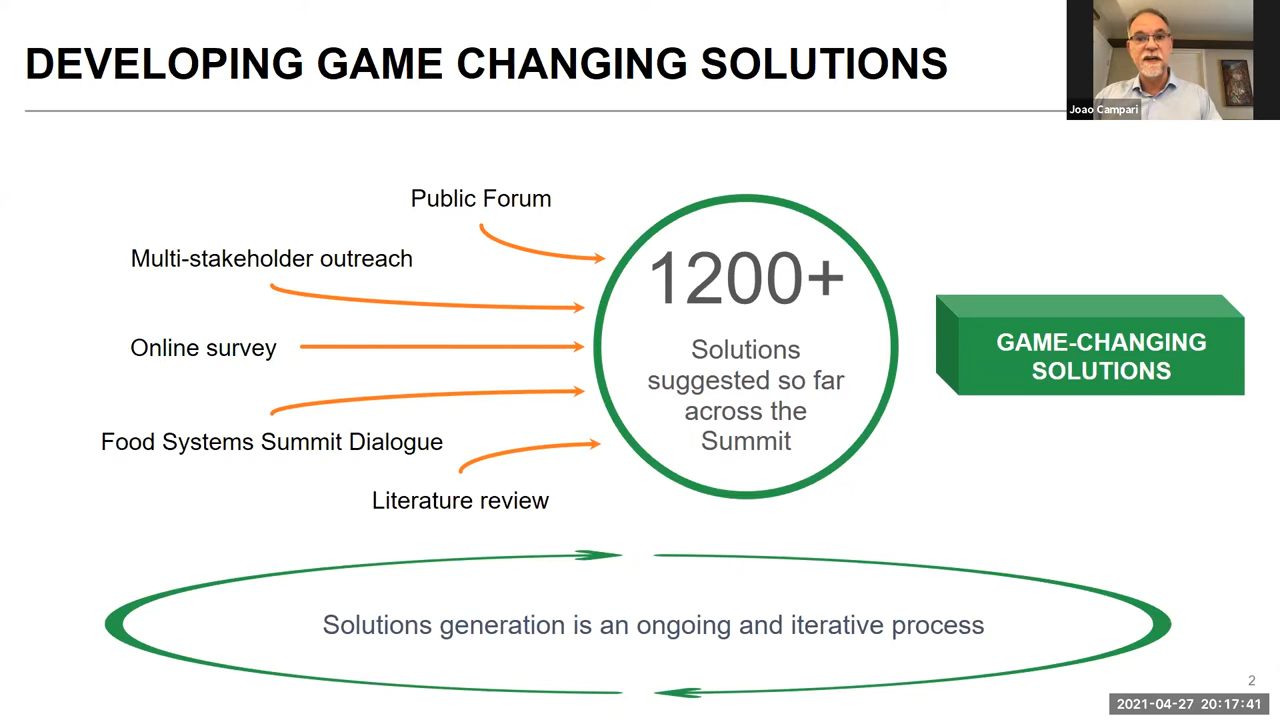 DEVELOPING GAME CHANGING SOLUTIONS
Joao Campari
Public Forum
Multi-stakeholder outreach
Online survey
Food Systems Summit Dialogue
Literature review
1200+
Solutions
suggested so far
across the
Summit
GAME-CHANGING
SOLUTIONS
Solutions generation is an ongoing and iterative process
2
2021-04-27 20:17:41